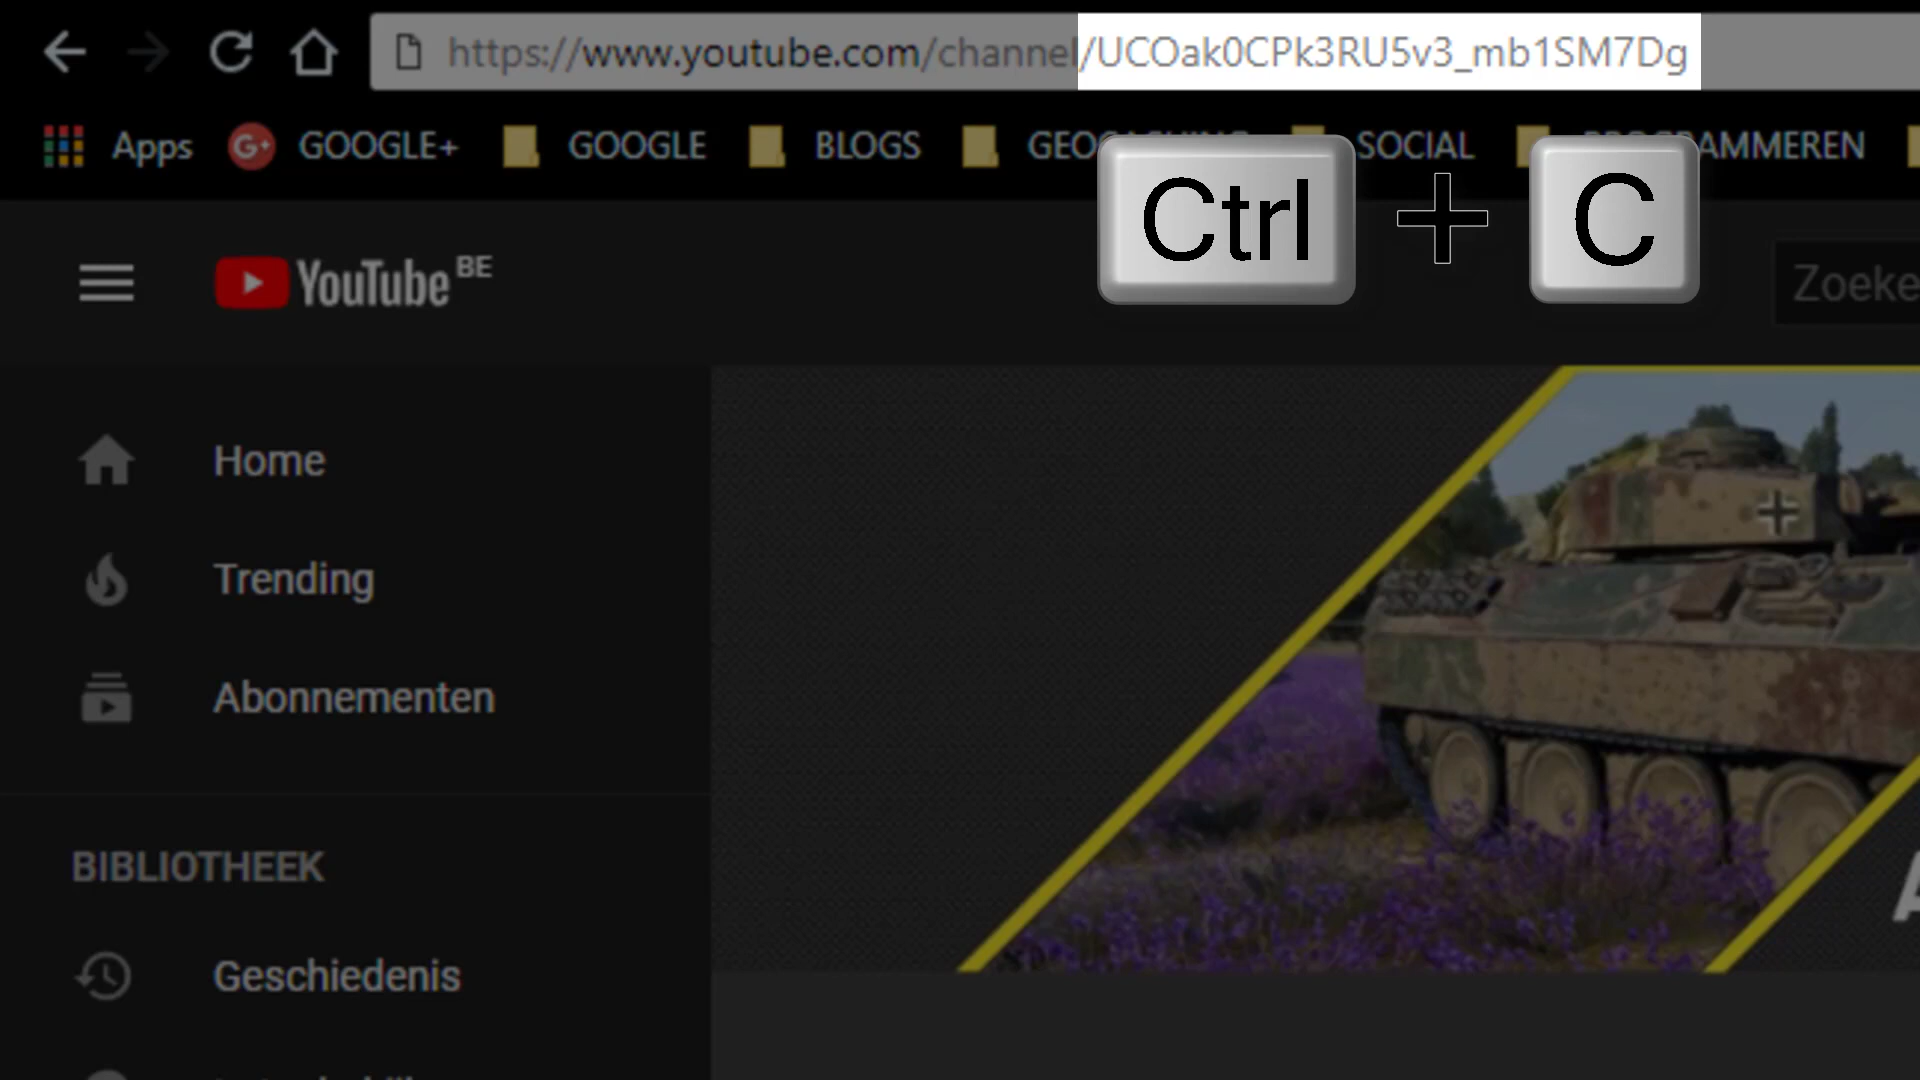 https://www.youtube.com/channel/UCOak0CPk3RU5v3_mb1SM7Dg
Apps GOOGLE+ GOOGLE BLOGS SOCIAL
Ctrl + C
YouTube BE
Zoeke
Home
Trending
Abonnementen
BIBLIOTHEEK
Geschiedenis